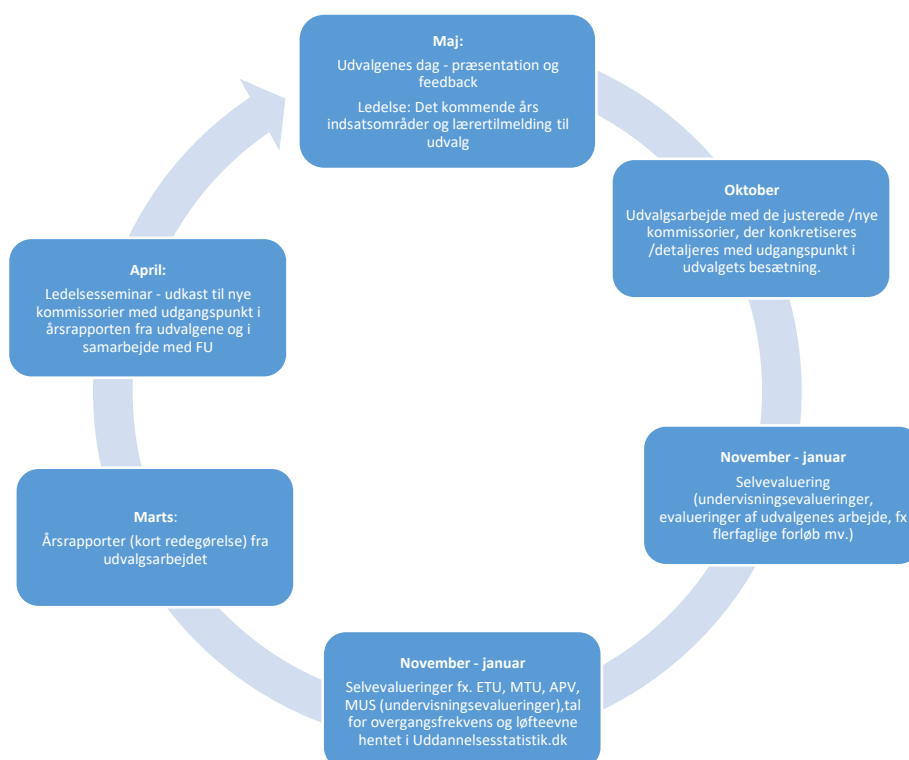 Maj:
Udvalgenes dag - præsentation og
feedback
Ledelse: Det kommende års
indsatsområder og lærertilmelding til
udvalg
Oktober
Udvalgsarbejde med de justerede /nye
kommissorier, der konkretiseres
/detaljeres med udgangspunkt i
udvalgets besætning.
November - januar
Selvevaluering
(undervisningsevalueringer,
evalueringer af udvalgenes arbejde, fx
flerfaglige forløb mv.)
November - januar
Selvevalueringer fx. ETU, MTU, APV,
MUS (undervisningsevalueringer),tal
for overgangsfrekvens og løfteevne
hentet i Uddannelsesstatistik.dk
Marts:
Årsrapporter (kort redegørelse) fra
udvalgsarbejdet
April:
Ledelsesseminar - udkast til nye
kommissorier med udgangspunkt i
årsrapporten fra udvalgene og i
samarbejde med FU